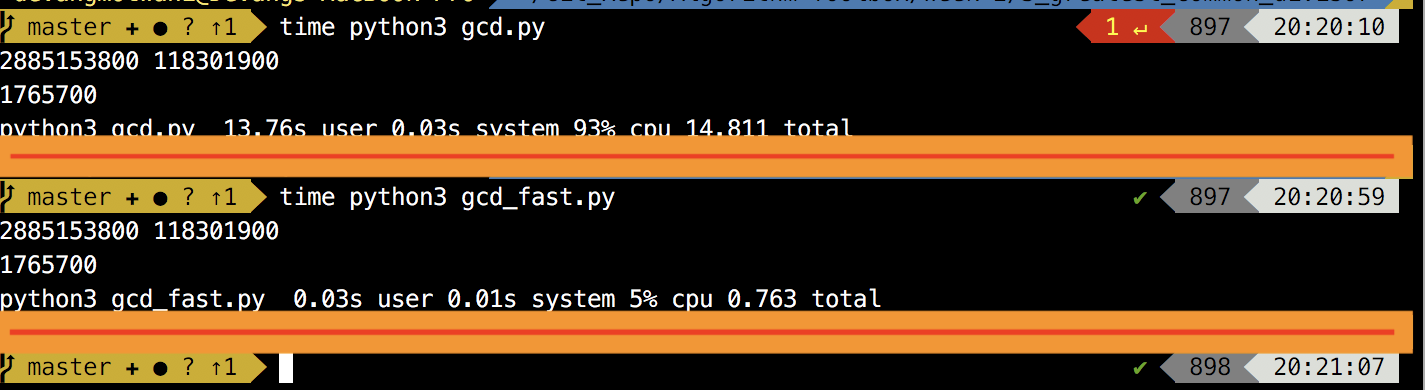 master + ● ? ↑1 time python3 gcd.py 1 ↵ 897 20:20:10
2885153800 118301900
1765700
python3 gcd.py 13.76s user 0.03s system 93% cpu 14.811 total
master + ● ? ↑1 time python3 gcd_fast.py ✔ 897 20:20:59
2885153800 118301900
1765700
python3 gcd_fast.py 0.03s user 0.01s system 5% cpu 0.763 total
master + ● ? ↑1 ✔ 898 20:21:07